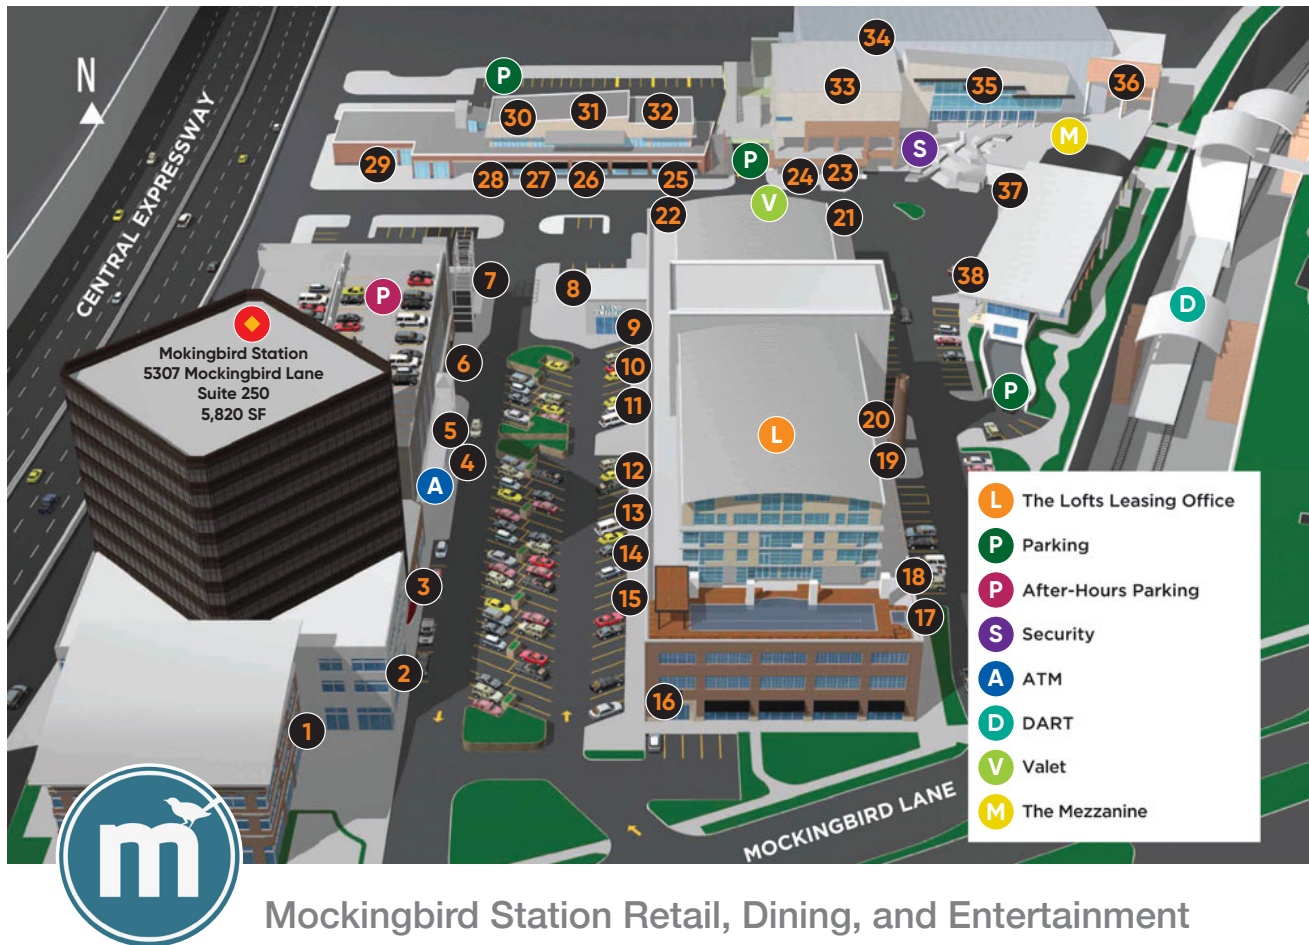 N
CENTRAL EXPRESSWAY
34
33
35
36
P
30
31
32
M
S
29
P
24
23
28
27
26
25
37
V
22
21
7
8
38
P
D
Mokingbird Station
5307 Mockingbird Lane
Suite 250
5,820 SF
9
6
10
P
11
5
20
L
4
19
12
A
13
14
18
3
15
17
2
16
1
L The Lofts Leasing Office
P Parking
P After-Hours Parking
S Security
A ATM
D DART
V Valet
M The Mezzanine
MOCKINGBIRD LANE
m
Mockingbird Station Retail, Dining, and Entertainment